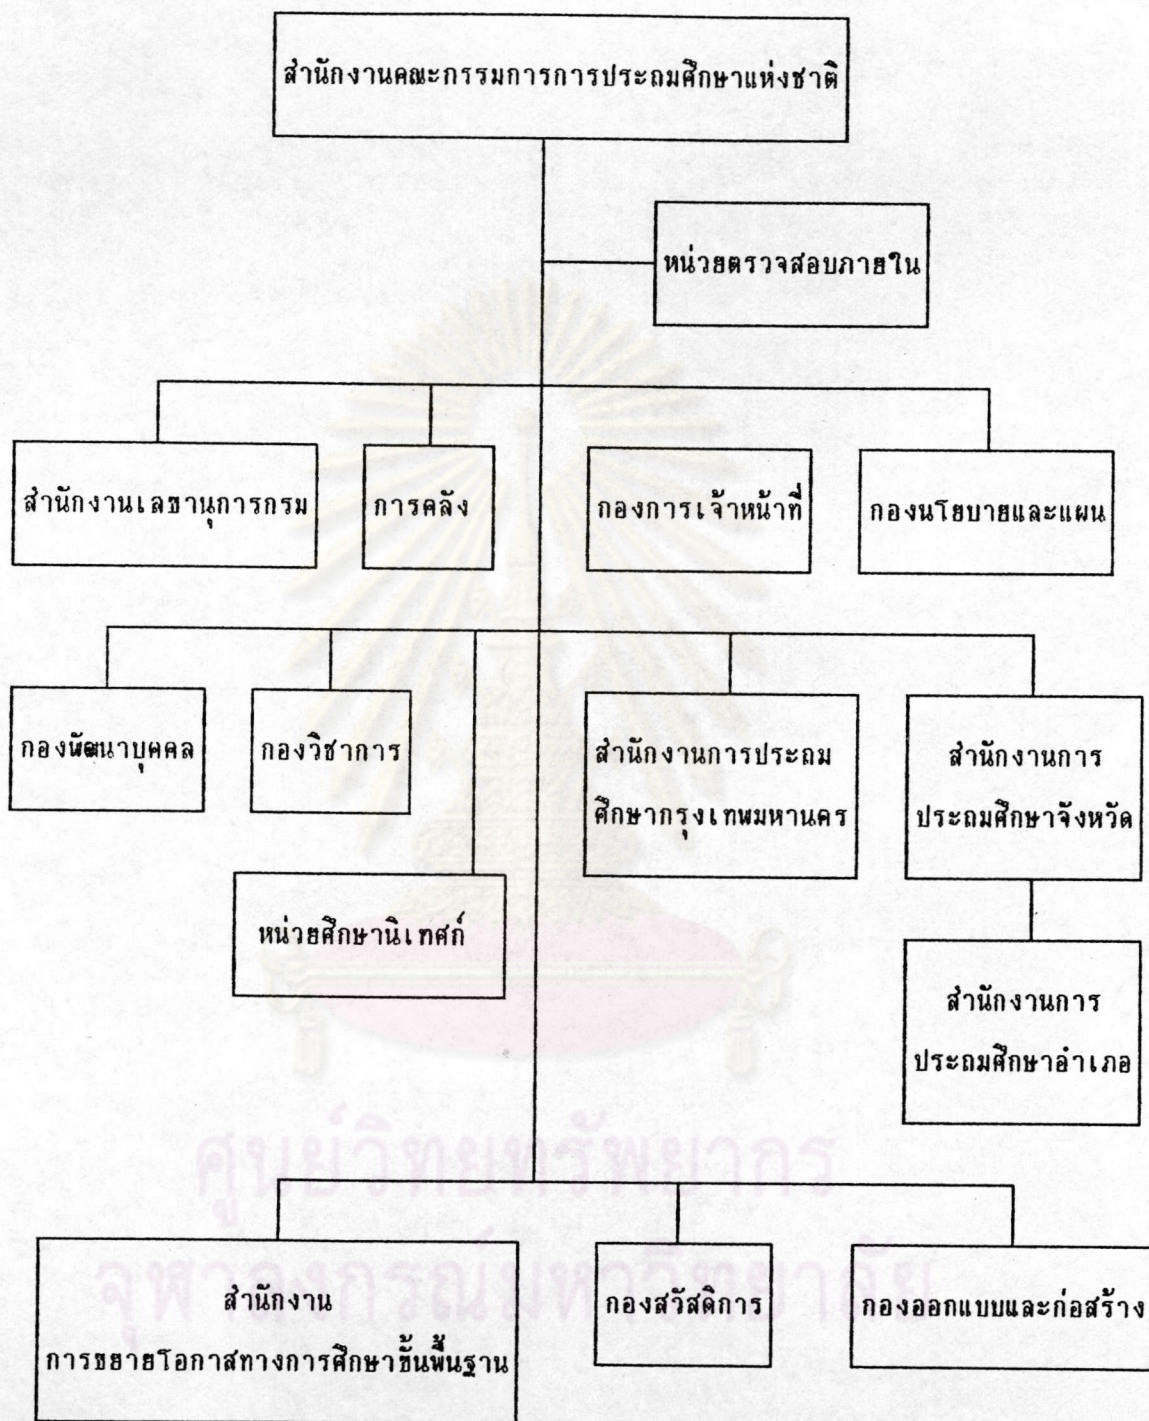 สำนักงานคณะกรรมการการประถมศึกษาแห่งชาติ
หน่วยตรวจสอบภายใน
สำนักงานเลขานุการกรม
การคลัง
กองการเจ้าหน้าที่
กองนโยบายและแผน
กองพัฒนาบุคคล
กองวิชาการ
สำนักงานการประถม
ศึกษากรุงเทพมหานคร
สำนักงานการ
ประถมศึกษาจังหวัด
หน่วยศึกษานิเทศก์
สำนักงานการ
ประถมศึกษาอำเภอ
ศูนย์วิทยทรัพยากร
จุฬาลงกรณ์มหาวิทยาลัย
สำนักงาน
การขยายโอกาสทางการศึกษาขั้นพื้นฐาน
กองสวัสดิการ
กองออกแบบและก่อสร้าง